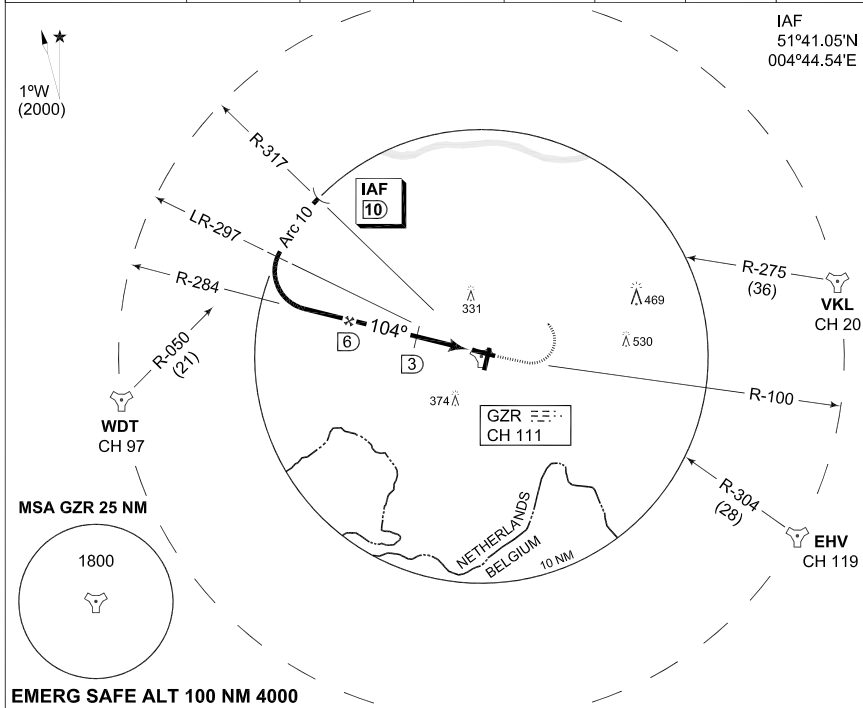 IAF
51º41.05'N
004º44.54'E
1ºW
(2000)
R-317
IAF
10
Arc 10
LR-297
R-284
R-275
(36)
VKL
CH 20
469
331
530
104º
6
3
R-050
(21)
WDT
CH 97
374
R-100
GZR
CH 111
R-304
(28)
EHV
CH 119
NETHERLANDS
BELGIUM
10 NM
MSA GZR 25 NM
1800
EMERG SAFE ALT 100 NM 4000